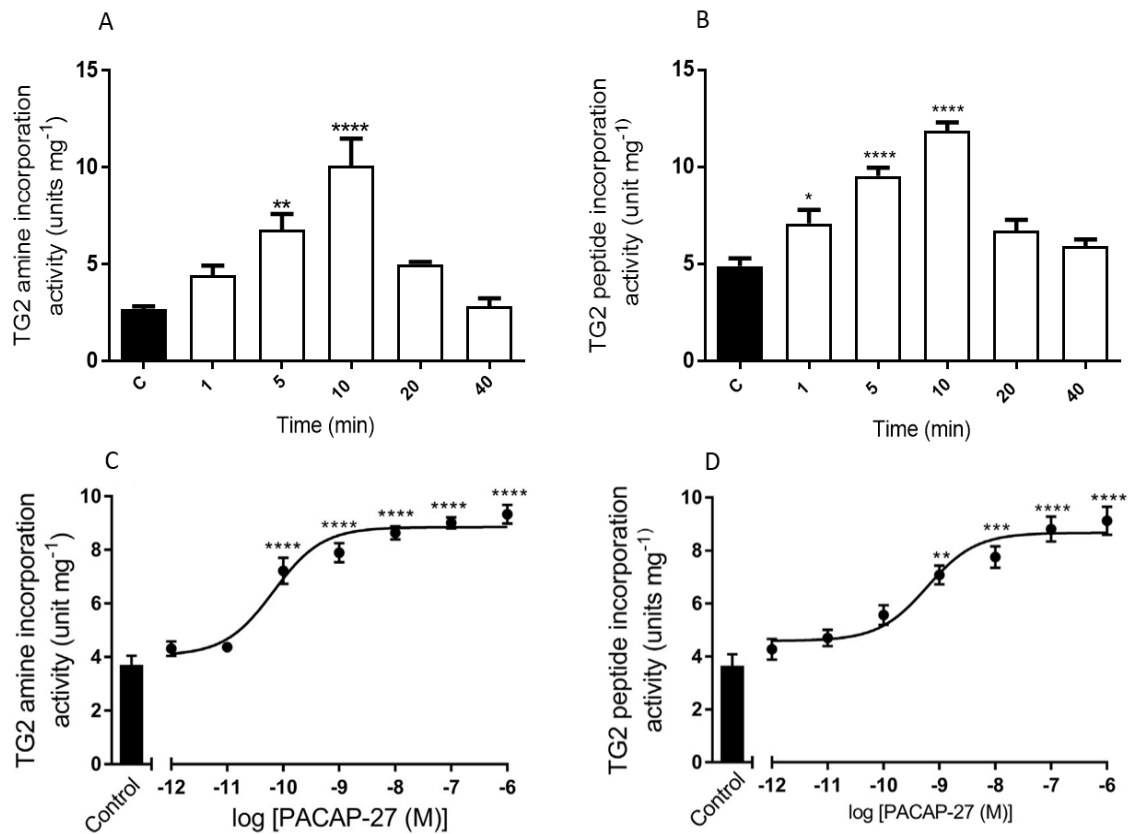 A
TG2 amine incorporation
activity (units mg-1)
15
10
5
0
**
****
C
1
5
10
20
40
Time (min)
B
TG2 peptide incorporation
activity (unit mg-1)
15
10
5
0
*
****
****
C
1
5
10
20
40
Time (min)
C
TG2 amine incorporation
activity (unit mg-1)
10
8
6
4
2
0
****
****
****
****
****
Control
-12
-11
-10
-9
-8
-7
-6
log [PACAP-27 (M)]
D
TG2 peptide incorporation
activity (units mg-1)
10
8
6
4
2
0
**
***
****
****
Control
-12
-11
-10
-9
-8
-7
-6
log [PACAP-27 (M)]